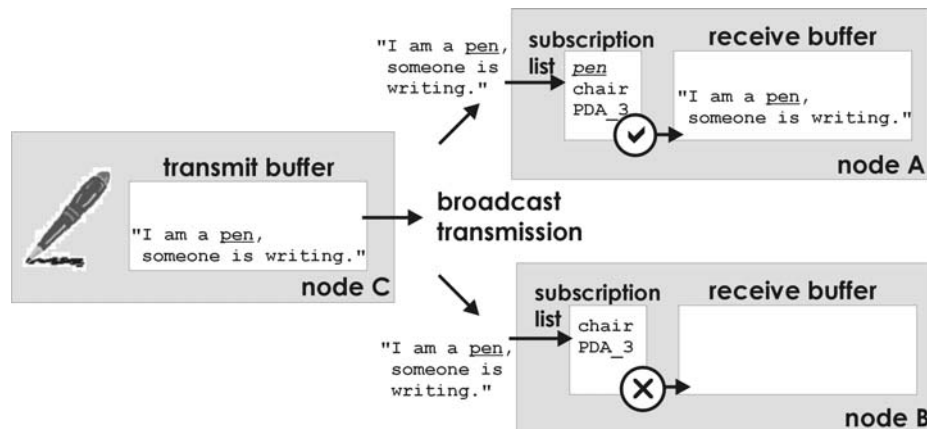 "I am a pen,
someone is
writing."
subscription
list
pen
chair
PDA_3
receive buffer
"I am a pen,
someone is writing."
node A
transmit buffer
"I am a pen,
someone is writing."
node C
broadcast
transmission
"I am a pen,
someone is
writing."
subscription
list
chair
PDA_3
receive buffer
node B